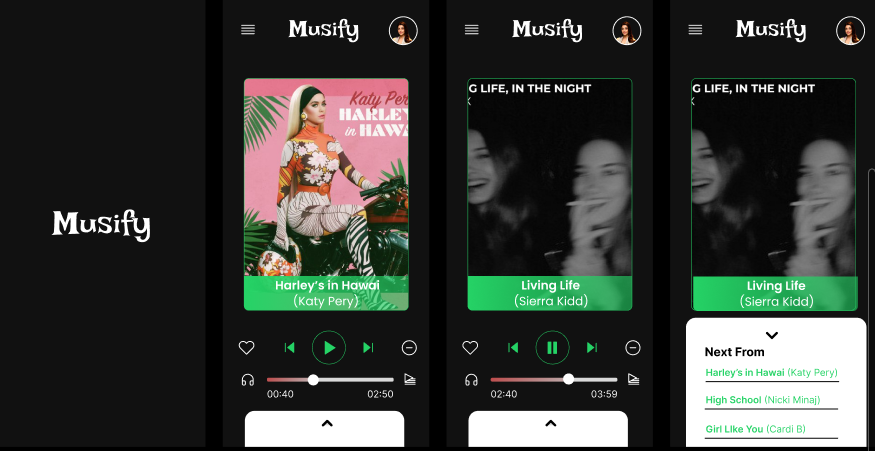 Musify
Musify
Katy Per
HARLEY
in HAWA
Harley's in Hawai
(Katy Pery)
00:40
02:50
Musify
G LIFE, IN THE NIGHT
Living Life
(Sierra Kidd)
02:40
03:59
Musify
G LIFE, IN THE NIGHT
Living Life
(Sierra Kidd)
Next From
Harley's in Hawai (Katy Pery)
High School (Nicki Minaj)
Girl LIke You (Cardi B)